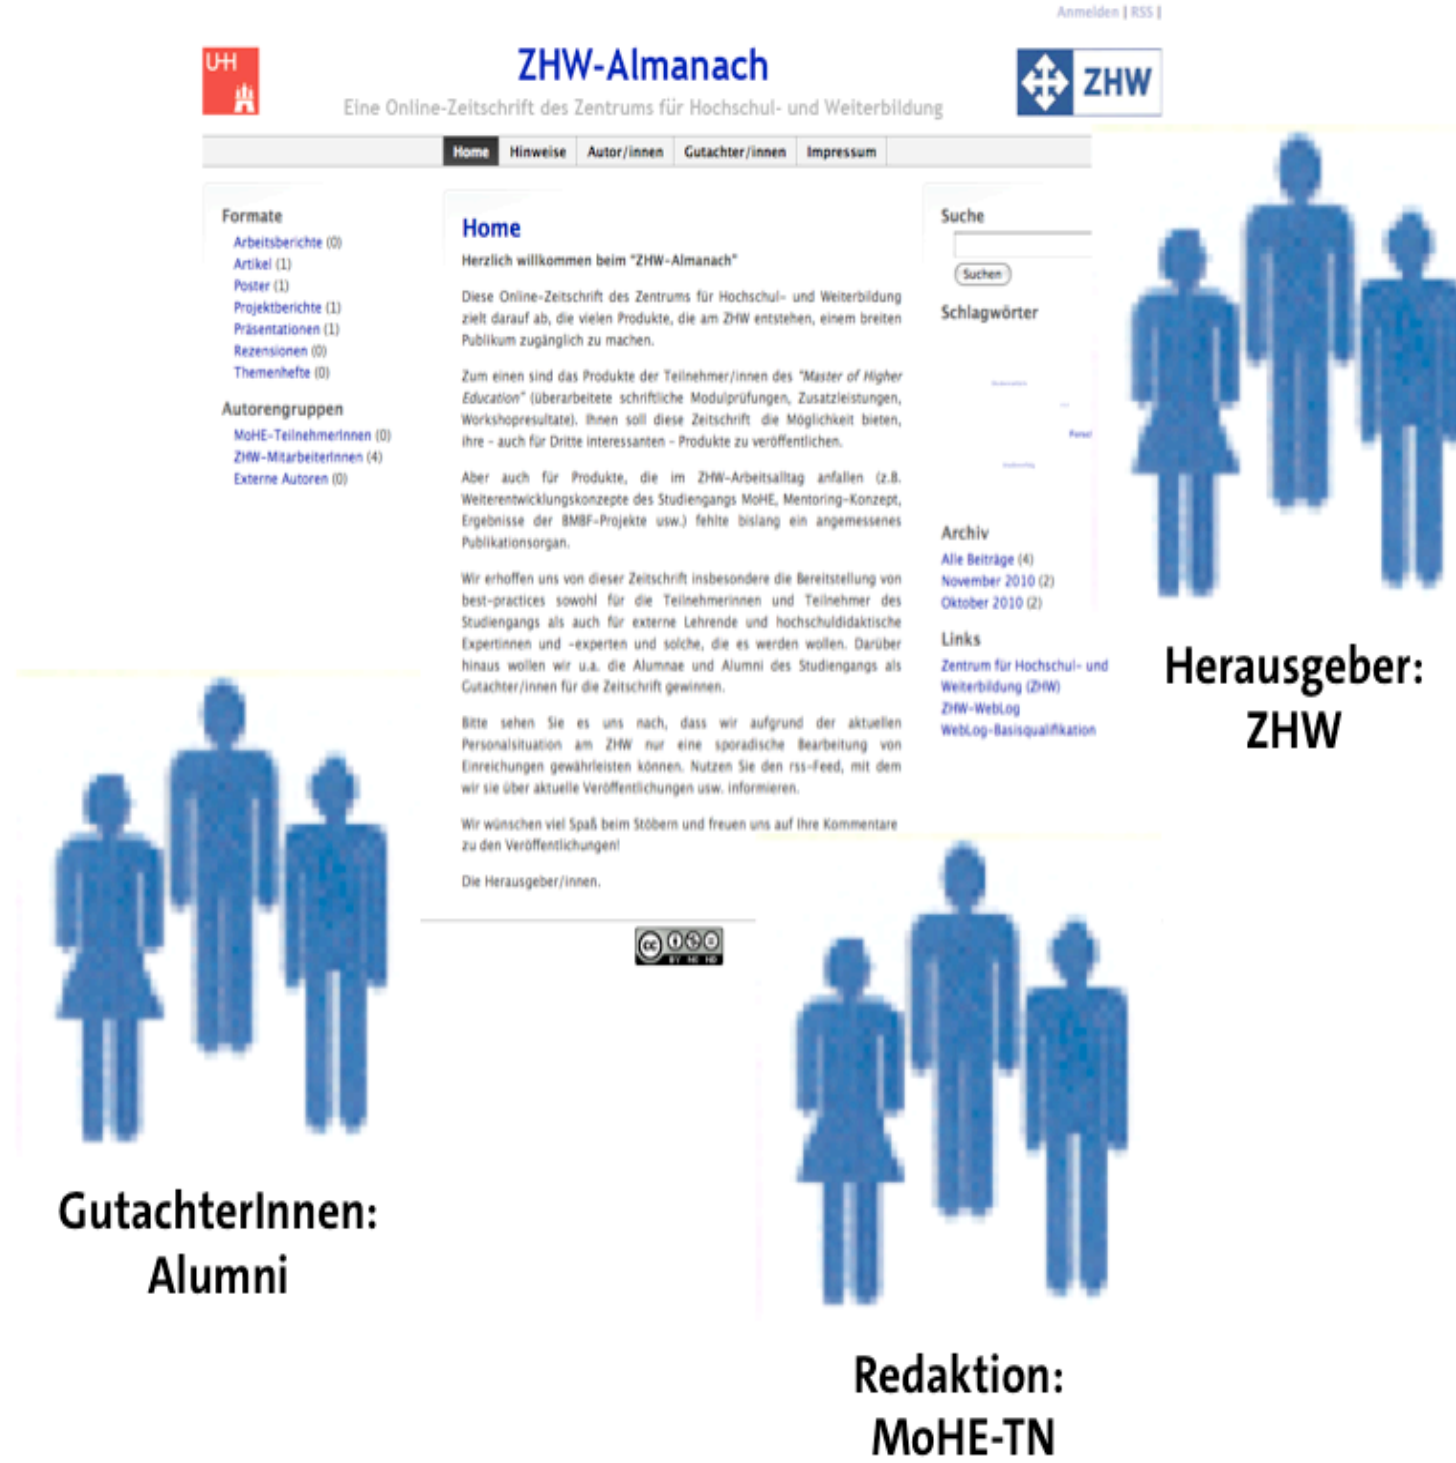 Anmelden | RSS |
UH
ZHW-Almanach
ZHW
Eine Online-Zeitschrift des Zentrums für Hochschul- und Weiterbildung
Home Hinweise Autor/innen Gutachter/innen Impressum
Formate
Arbeitsberichte (0)
Artikel (1)
Poster (1)
Projektberichte (1)
Präsentationen (1)
Rezensionen (0)
Themenhefte (0)
Autorengruppen
MoHE-TeilnehmerInnen (0)
ZHW-MitarbeiterInnen (4)
Externe Autoren (0)
Home
Herzlich willkommen beim "ZHW-Almanach"
Diese Online-Zeitschrift des Zentrums für Hochschul- und Weiterbildung
zielt darauf ab, die vielen Produkte, die am ZHW entstehen, einem breiten
Publikum zugänglich zu machen.
Zum einen sind das Produkte der Teilnehmer/innen des "Master of Higher
Education" (überarbeitete schriftliche Modulprüfungen, Zusatzleistungen,
Workshopresultate). Ihnen soll diese Zeitschrift die Möglichkeit bieten,
ihre - auch für Dritte interessanten - Produkte zu veröffentlichen.
Aber auch für Produkte, die im ZHW-Arbeitsalltag anfallen (z.B.
Weiterentwicklungskonzepte des Studiengangs MoHE, Mentoring-Konzept,
Ergebnisse der BMBF-Projekte usw.) fehlte bislang ein angemessenes
Publikationsorgan.
Wir erhoffen uns von dieser Zeitschrift insbesondere die Bereitstellung von
best-practices sowohl für die Teilnehmerinnen und Teilnehmer des
Studiengangs als auch für externe Lehrende und hochschuldidaktische
Expertinnen und -experten und solche, die es werden wollen. Darüber
hinaus wollen wir u.a. die Alumnae und Alumni des Studiengangs als
Gutachter/innen für die Zeitschrift gewinnen.
Bitte sehen Sie es uns nach, dass wir aufgrund der aktuellen
Personalsituation am ZHW nur eine sporadische Bearbeitung von
Einreichungen gewährleisten können. Nutzen Sie den rss-Feed, mit dem
wir sie über aktuelle Veröffentlichungen usw. informieren.
Wir wünschen viel Spaß beim Stöbern und freuen uns auf Ihre Kommentare
zu den Veröffentlichungen!
Die Herausgeber/innen.
cc BY NC ND
Suche
Suchen
Schlagwörter
Archiv
Alle Beiträge (4)
November 2010 (2)
Oktober 2010 (2)
Links
Zentrum für Hochschul- und
Weiterbildung (ZHW)
ZHW-WebLog
WebLog-Basisqualifikation
Herausgeber:
ZHW
GutachterInnen:
Alumni
Redaktion:
MoHE-TN